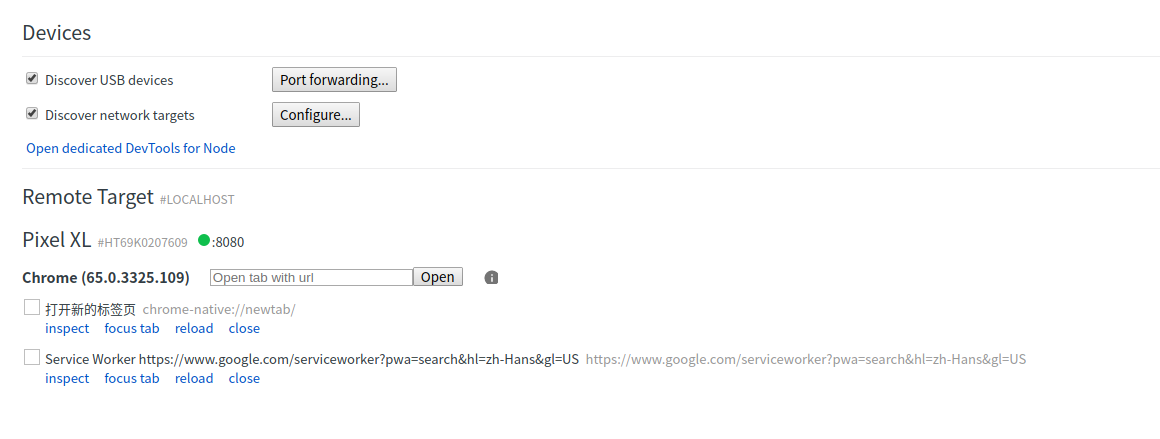 Devices
Discover USB devices Port forwarding...
Discover network targets Configure...
Open dedicated DevTools for Node
Remote Target #LOCALHOST
Pixel XL #HT69K0207609 :8080
Chrome (65.0.3325.109) Open tab with url Open
打开新的标签页 chrome-native://newtab/
inspect focus tab reload close
Service Worker https://www.google.com/serviceworker?pwa=search&hl=zh-Hans&gl=US https://www.google.com/serviceworker?pwa=search&hl=zh-Hans&gl=US
inspect focus tab reload close